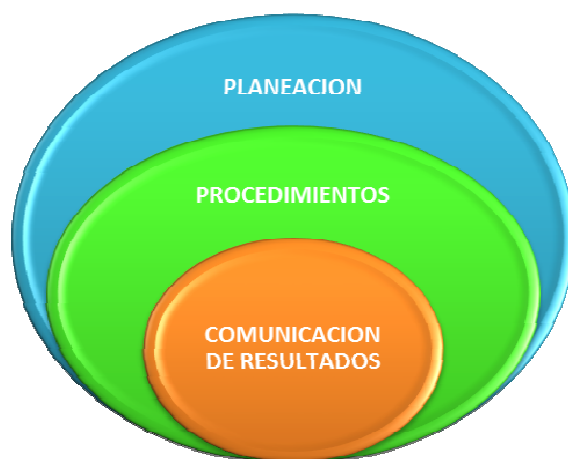 PLANEACION
PROCEDIMIENTOS
COMUNICACION
DE RESULTADOS